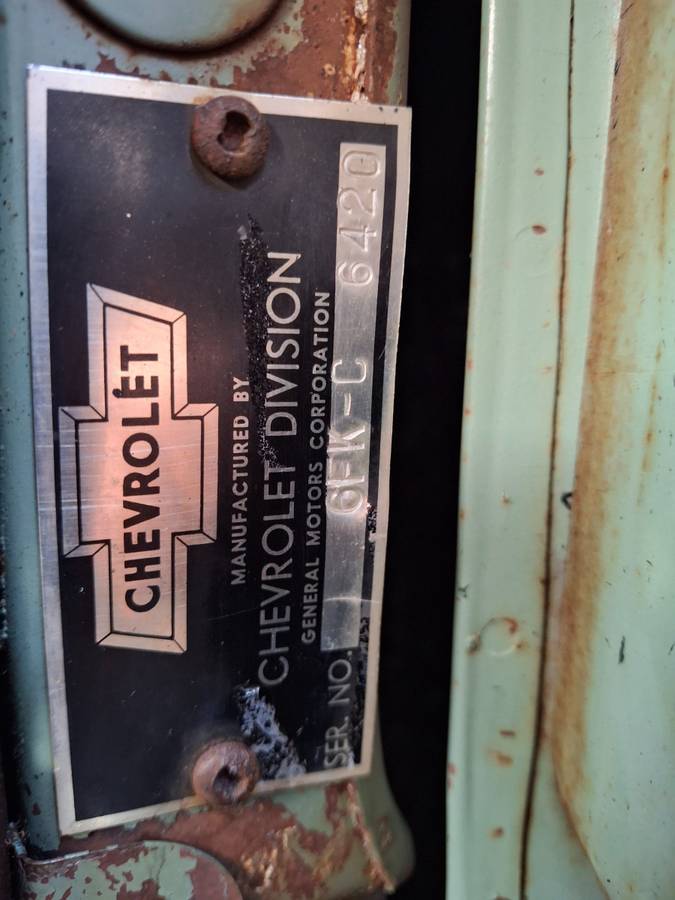 CHEVROLET
MANUFACTURED BY
CHEVROLET DIVISION
GENERAL MOTORS CORPORATION
SER. NO. 6FK-C 6420